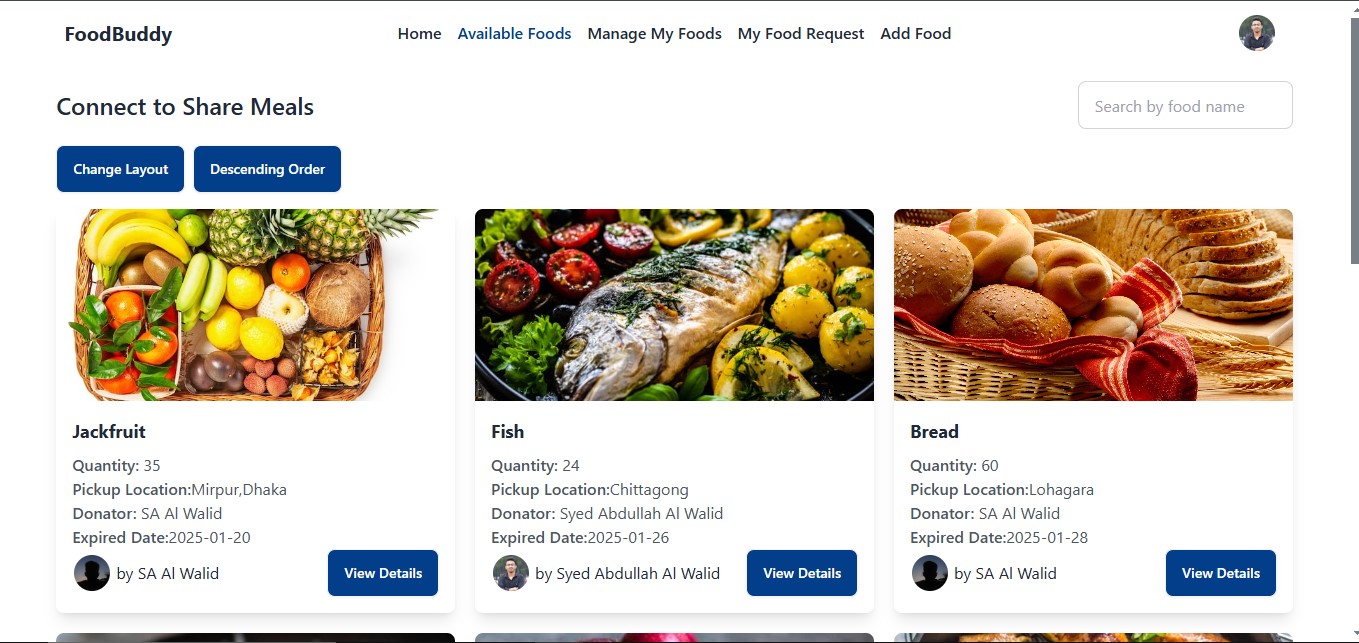 FoodBuddy
Home Available Foods Manage My Foods My Food Request Add Food
Connect to Share Meals
Search by food name
Change Layout Descending Order
Jackfruit
Quantity: 35
Pickup Location:Mirpur,Dhaka
Donator: SA Al Walid
Expired Date:2025-01-20
by SA Al Walid
View Details
Fish
Quantity: 24
Pickup Location:Chittagong
Donator: Syed Abdullah Al Walid
Expired Date:2025-01-26
by Syed Abdullah Al Walid
View Details
Bread
Quantity: 60
Pickup Location:Lohagara
Donator: SA Al Walid
Expired Date:2025-01-28
by SA Al Walid
View Details